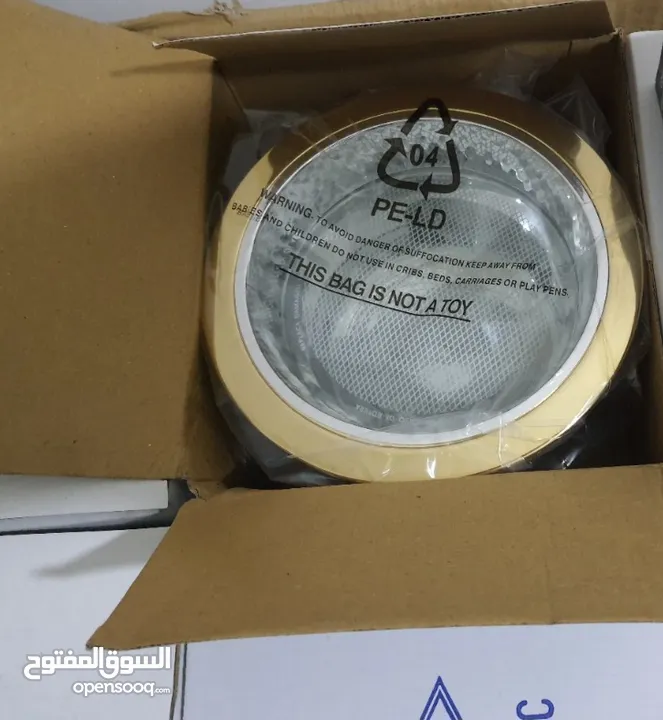 04
PE-LD
WARNING: TO AVOID DANGER OF SUFFOCATION KEEP AWAY FROM
BABIES AND CHILDREN DO NOT USE IN CRIBS, BEDS, CARRIAGES OR PLAY PENS.
THIS BAG IS NOT A TOY
السوق المفتوح
opensooq.com